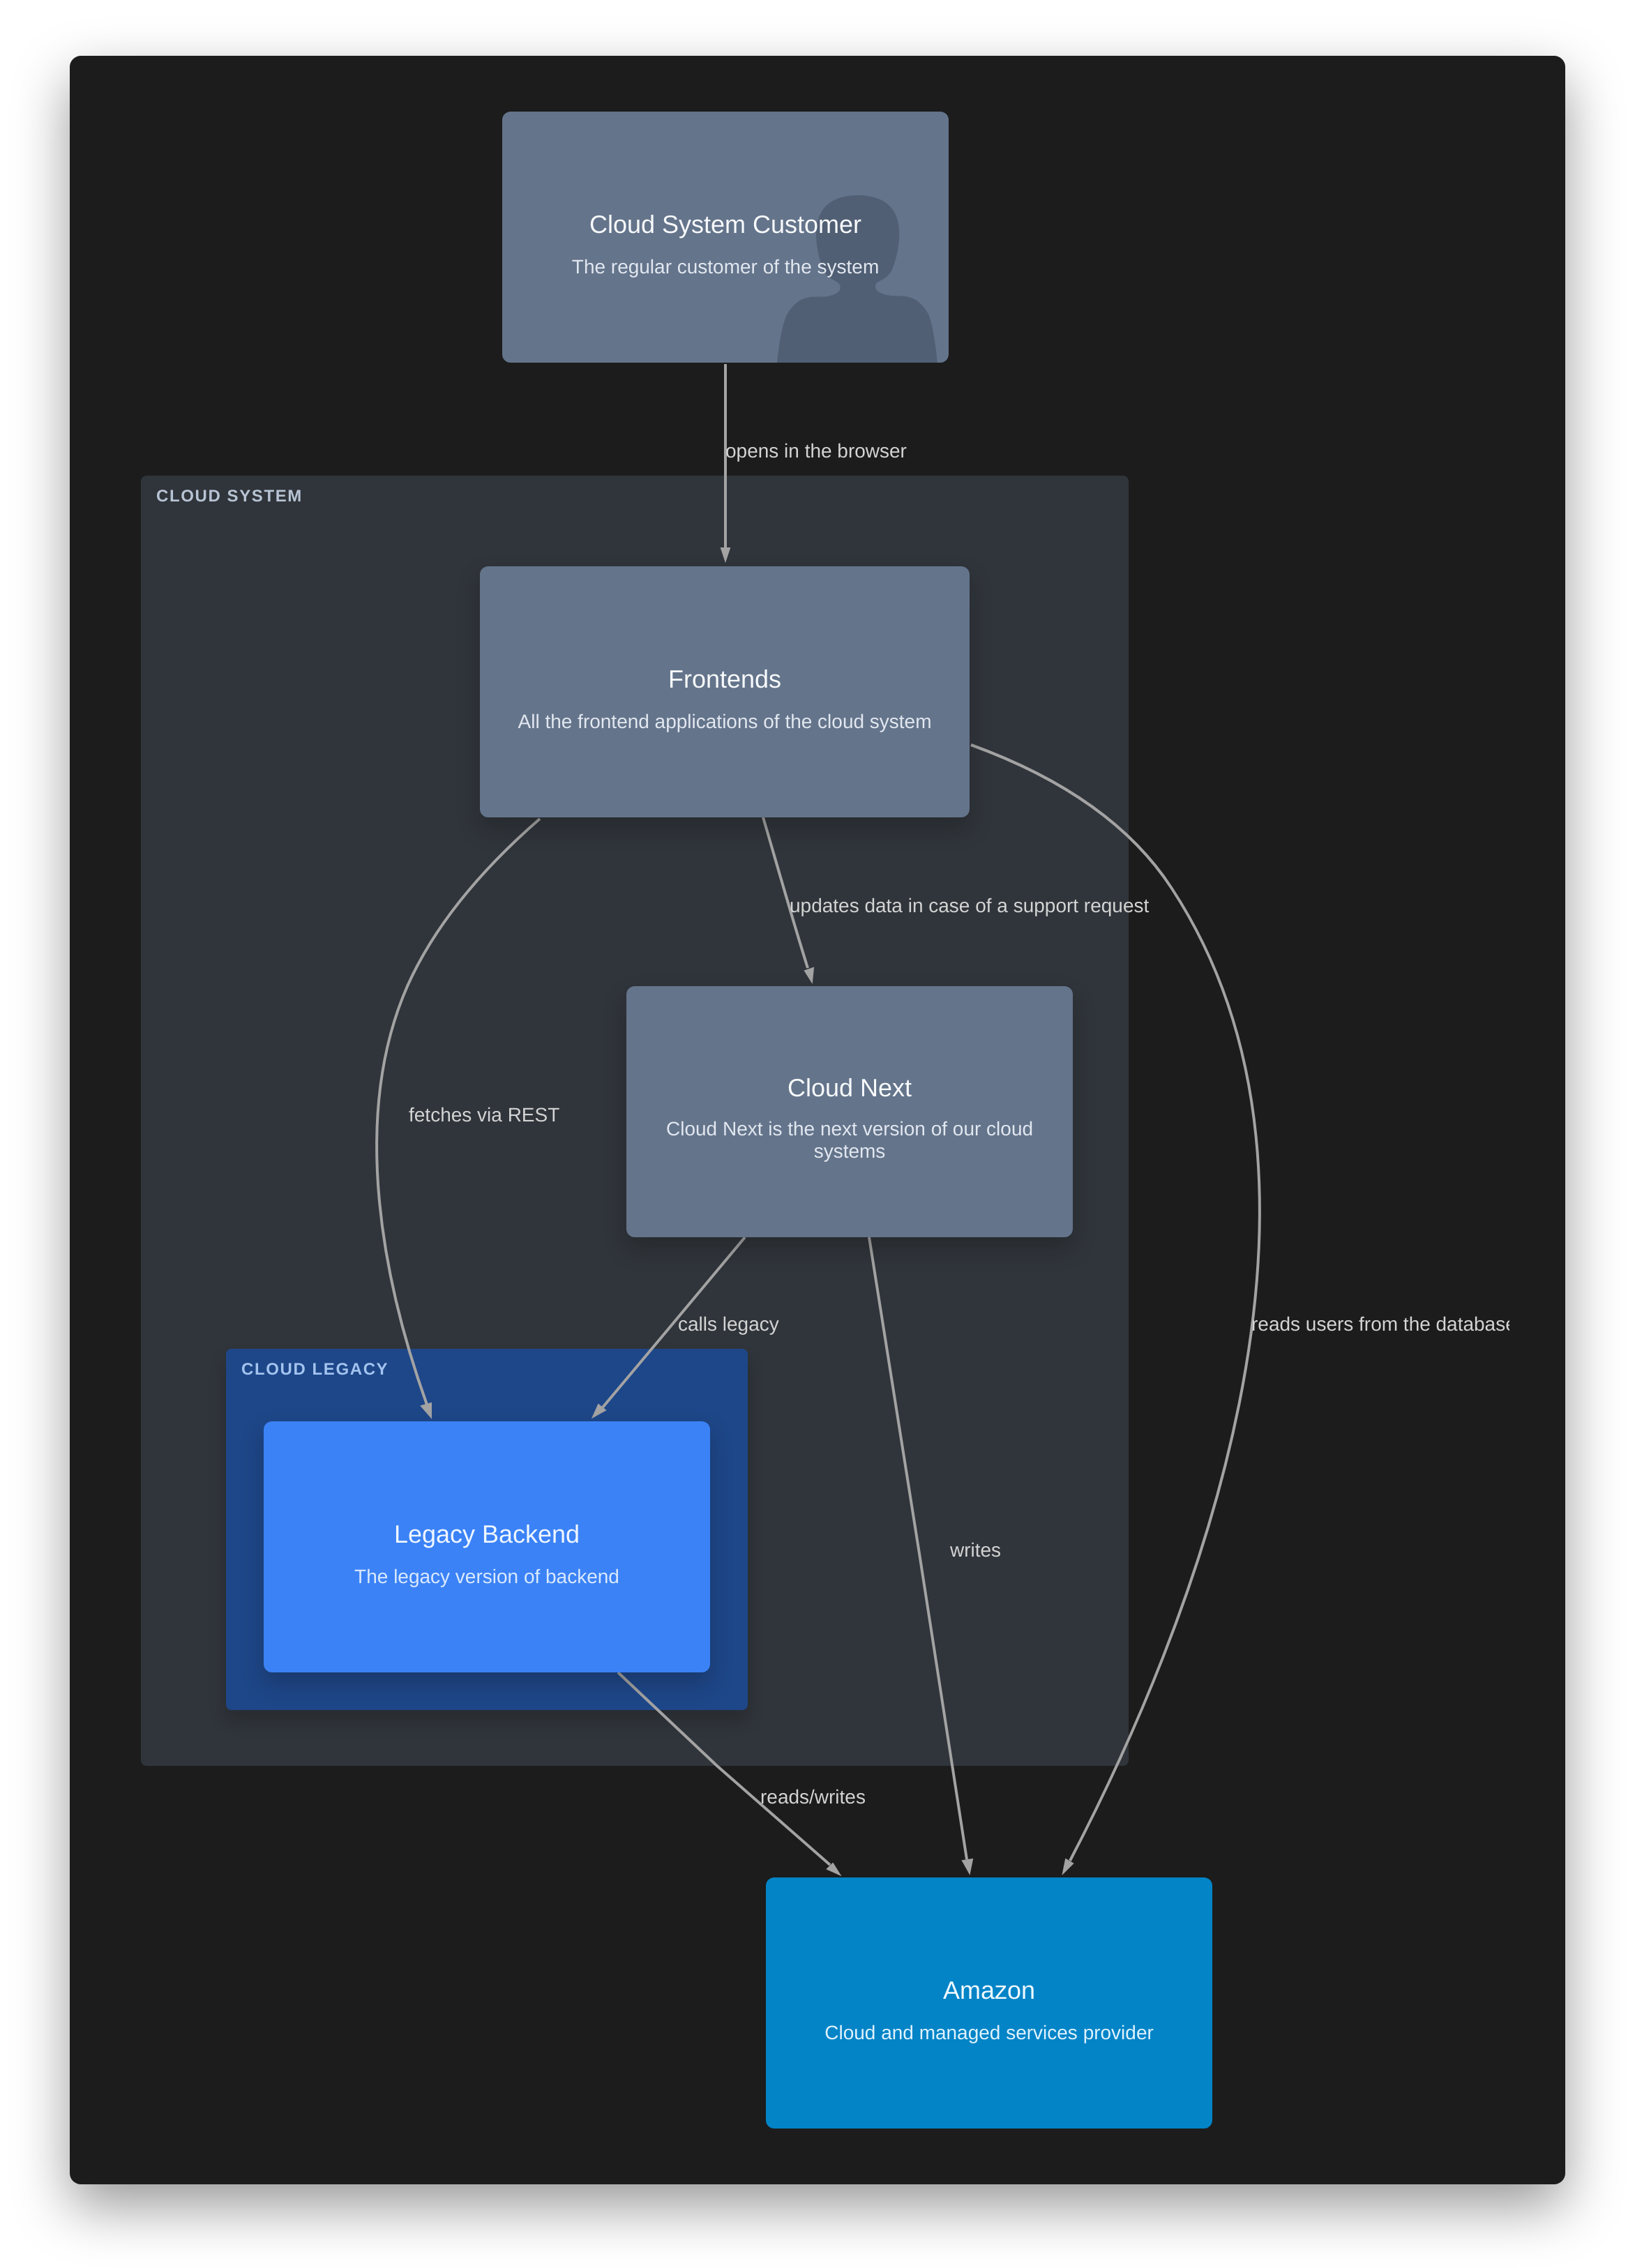 Cloud System Customer
The regular customer of the system
opens in the browser
CLOUD SYSTEM
Frontends
All the frontend applications of the cloud system
updates data in case of a support request
Cloud Next
Cloud Next is the next version of our cloud
systems
fetches via REST
calls legacy
reads users from the database
CLOUD LEGACY
Legacy Backend
The legacy version of backend
writes
reads/writes
Amazon
Cloud and managed services provider